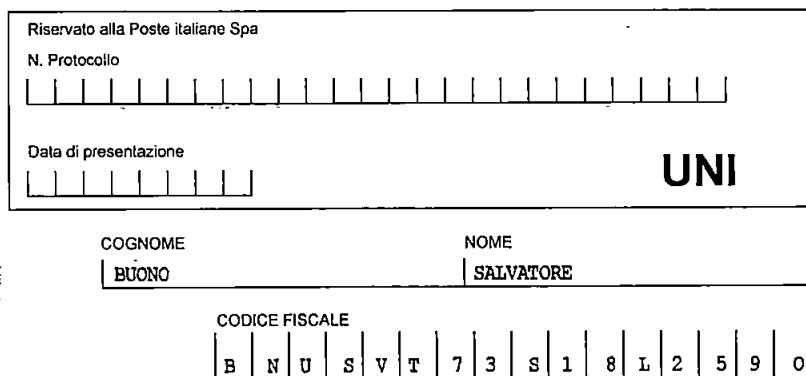 Riservato alla Poste italiane Spa
N. Protocollo
Data di presentazione
UNI
COGNOME
NOME
BUONO
SALVATORE
CODICE FISCALE
B N U S V T 7 3 S 1 8 L 2 5 9 O